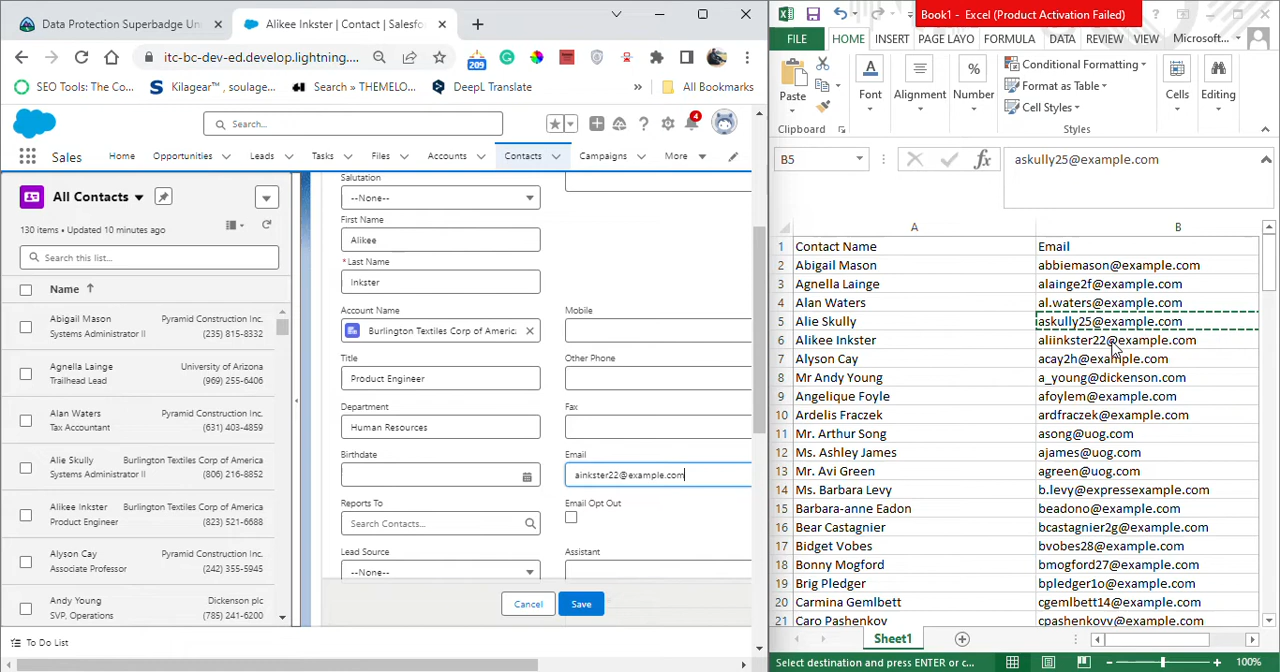 Data Protection Superbadge Un
Alikee Inkster | Contact | Salesfor
itc-bc-dev-ed.develop.lightning....
209
SEO Tools: The Co...
Kilagear™ , soulage...
Search » THEMELO...
DeepL Translate
»
All Bookmarks
Search...
4
Sales
Home
Opportunities
Leads
Tasks
Files
Accounts
Contacts
Campaigns
More
All Contacts
130 items • Updated 10 minutes ago
Search this list...
Name
Abigail Mason Pyramid Construction Inc.
Systems Administrator II (235) 815-8332
Agnella Lainge University of Arizona
Trailhead Lead (969) 255-6406
Alan Waters Pyramid Construction Inc.
Tax Accountant (631) 403-4859
Alie Skully Burlington Textiles Corp of America
Systems Administrator II (806) 216-8852
Alikee Inkster Burlington Textiles Corp of America
Product Engineer (823) 521-6688
Alyson Cay Pyramid Construction Inc.
Associate Professor (242) 355-5945
Andy Young Dickenson plc
SVP, Operations (785) 241-6200
To Do List
Salutation
--None--
First Name
Alikee
*Last Name
Inkster
Account Name
Burlington Textiles Corp of America
Mobile
Title
Product Engineer
Other Phone
Department
Human Resources
Fax
Birthdate
Email
ainkster22@example.com
Reports To
Search Contacts...
Email Opt Out
Lead Source
--None--
Assistant
Cancel
Save
Book1 - Excel (Product Activation Failed)
FILE
HOME
INSERT
PAGE LAYO
FORMULA
DATA
REVIEW
VIEW
Microsoft...
Paste
Clipboard
Font
Alignment
Number
Conditional Formatting
Format as Table
Cell Styles
Styles
Cells
Editing
B5
fx
askully25@example.com
A B
1 Contact Name Email
2 Abigail Mason abbiemason@example.com
3 Agnella Lainge alainge2f@example.com
4 Alan Waters al.waters@example.com
5 Alie Skully askully25@example.com
6 Alikee Inkster aliinkster22@example.com
7 Alyson Cay acay2h@example.com
8 Mr Andy Young a_young@dickenson.com
9 Angelique Foyle afoylem@example.com
10 Ardelis Fraczek ardfraczek@example.com
11 Mr. Arthur Song asong@uog.com
12 Ms. Ashley James ajames@uog.com
13 Mr. Avi Green agreen@uog.com
14 Ms. Barbara Levy b.levy@expressexample.com
15 Barbara-anne Eadon beadono@example.com
16 Bear Castagnier bcastagnier2g@example.com
17 Bidget Vobes bvobes28@example.com
18 Bonny Mogford bmogford27@example.com
19 Brig Pledger bpledger1o@example.com
20 Carmina Gemlbett cgemlbett14@example.com
21 Caro Pashenkov cpashenkovv@example.com
Sheet1
Select destination and press ENTER or c...
100%